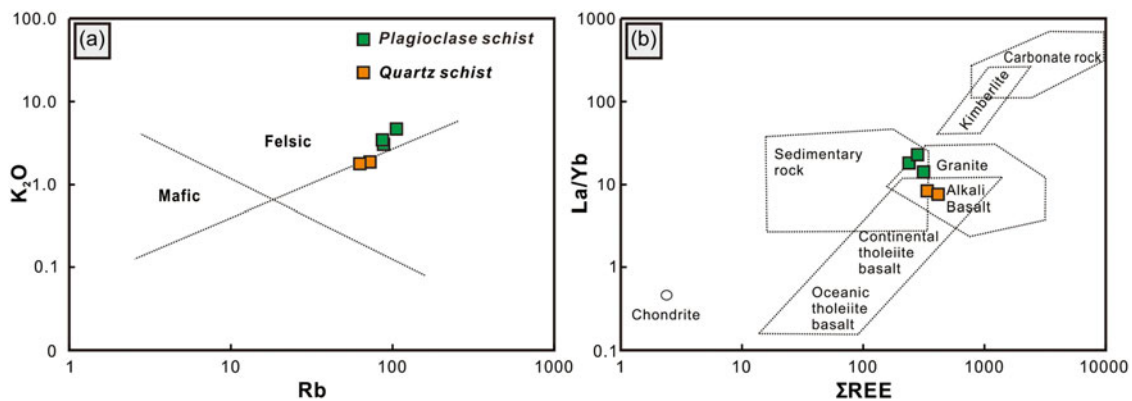 (a)
Plagioclase schist
Quartz schist
Felsic
Mafic
100.0
10.0
1.0
0.1
0
K₂O
1
10
100
1000
Rb
(b)
Carbonate rock
Kimberlite
Sedimentary
rock
Granite
Alkali
Basalt
Continental
tholeiite
basalt
Oceanic
tholeiite
basalt
Chondrite
1000
100
10
1
0.1
La/Yb
1
10
100
1000
10000
ΣREE